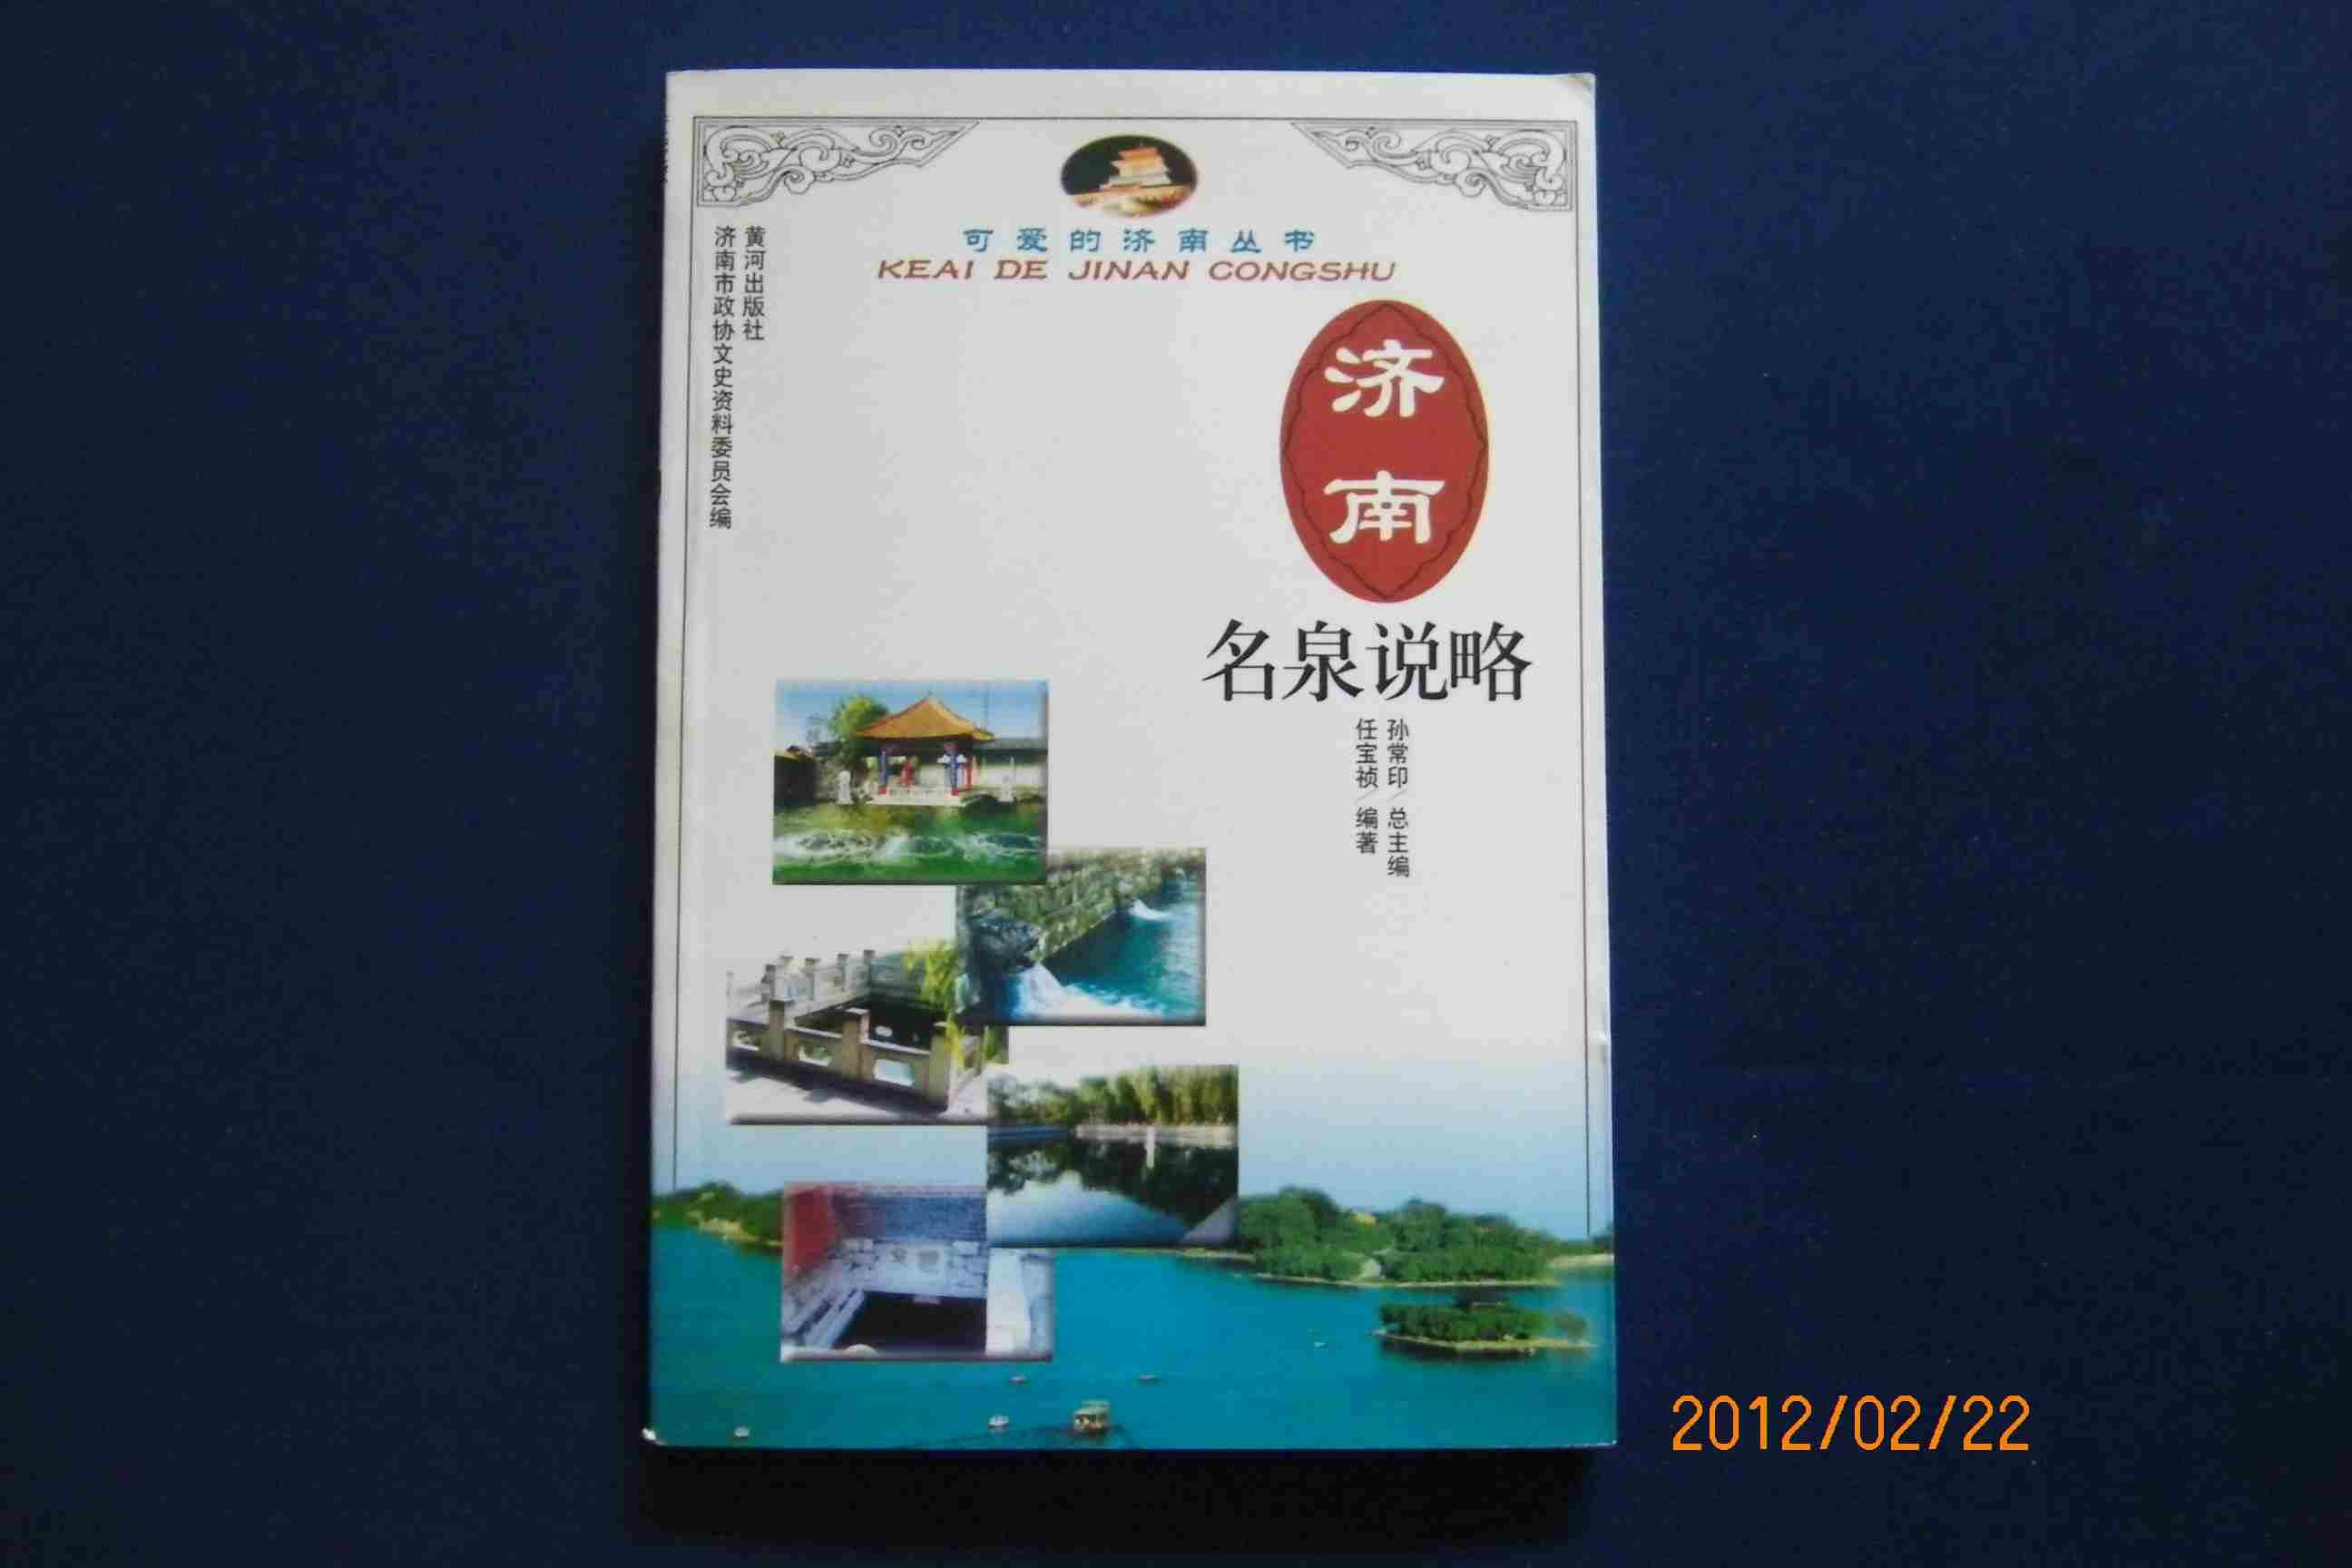 可爱的济南丛书
KEAI DE JINAN CONGSHU
黄河出版社
济南市政协文史资料委员会编
济南
名泉说略
孙常印/总主编
任宝祯/编著
2012/02/22